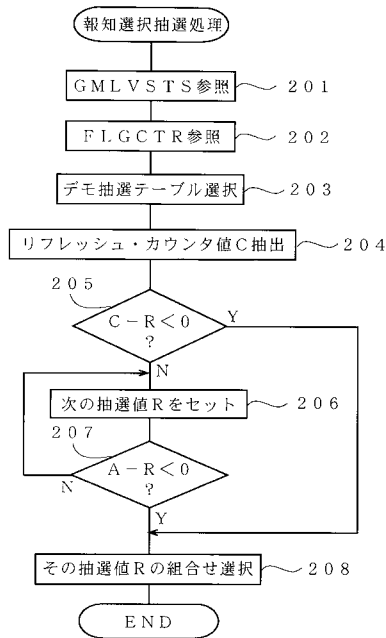 報知選択抽選処理
GMLVSTS参照
201
FLGCTR参照
202
デモ抽選テーブル選択
203
リフレッシュ・カウンタ値C抽出
204
205
C-R<0
?
Y
N
次の抽選値Rをセット
206
207
A-R<0
?
N
Y
その抽選値Rの組合せ選択
208
END